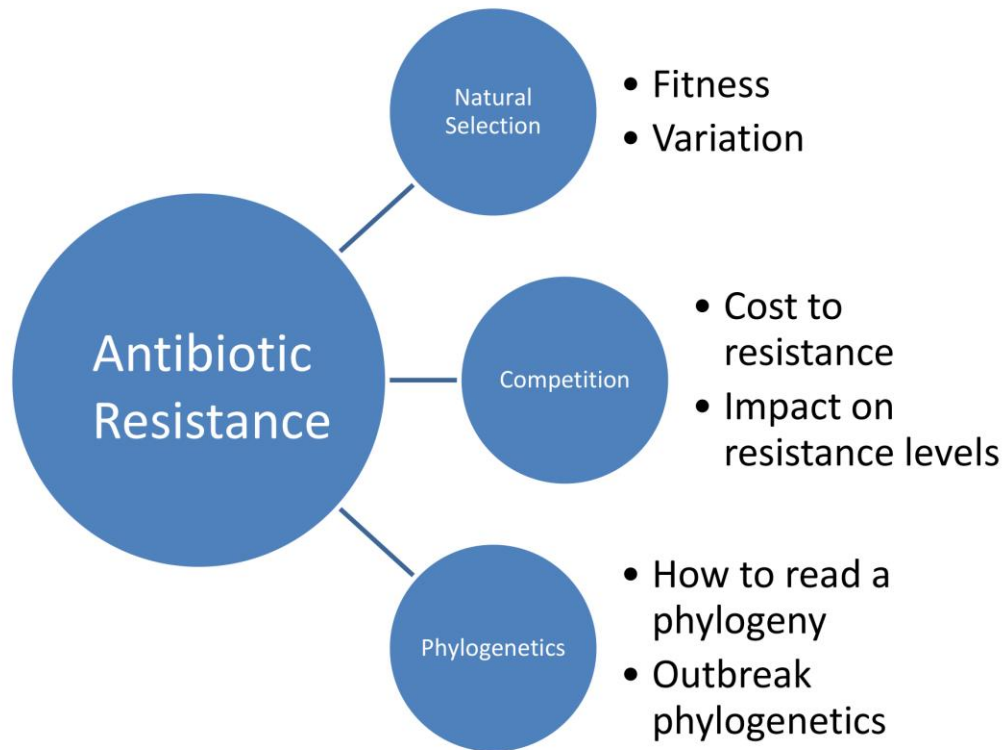 Antibiotic
Resistance
Natural
Selection
• Fitness
• Variation
Competition
• Cost to
resistance
• Impact on
resistance levels
Phylogenetics
• How to read a
phylogeny
• Outbreak
phylogenetics